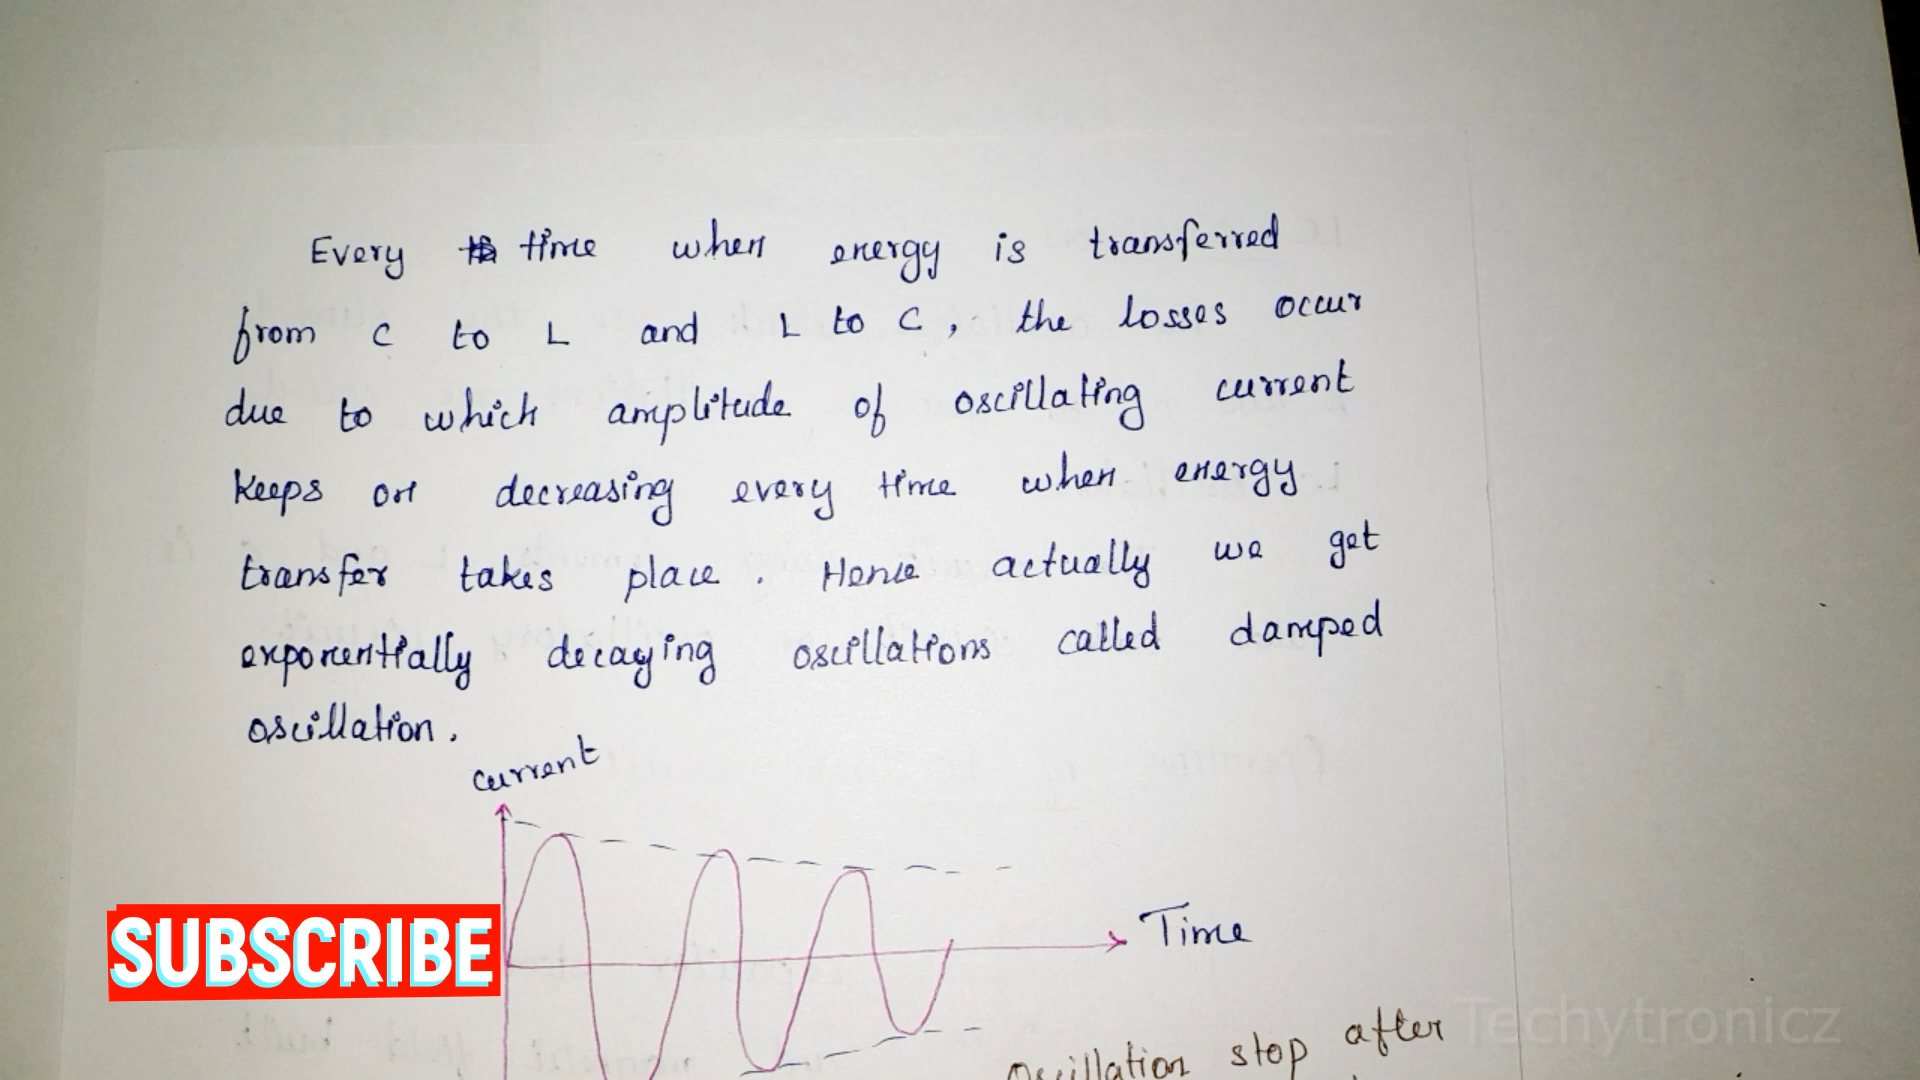 Every time when energy is transferred
from C to L and L to C, the losses occur
due to which amplitude of oscillating current
keeps on decreasing every time when energy
transfer takes place. Hence actually we get
exponentially decaying oscillations called damped
oscillation.
current
Time
SUBSCRIBE
Techytronicz
Oscillation stop after